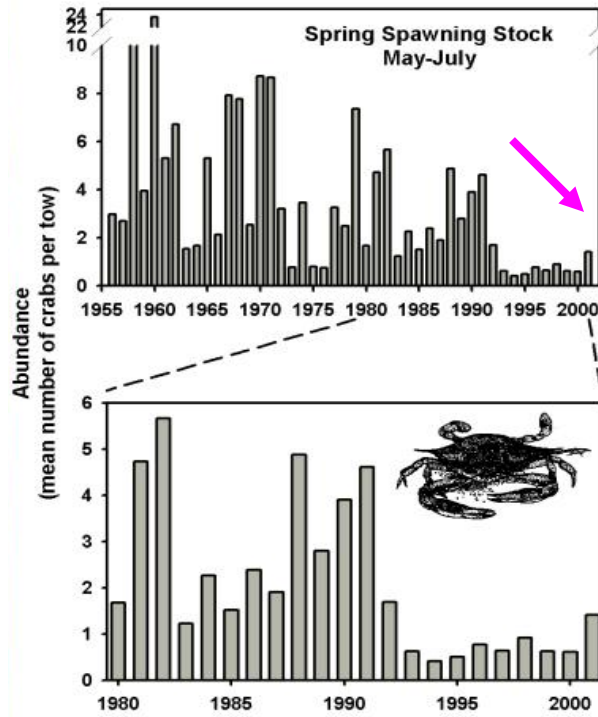 Spring Spawning Stock
May-July
Abundance
(mean number of crabs per tow)
24
22
10
8
6
4
2
0
1955 1960 1965 1970 1975 1980 1985 1990 1995 2000
6
5
4
3
2
1
0
1980 1985 1990 1995 2000